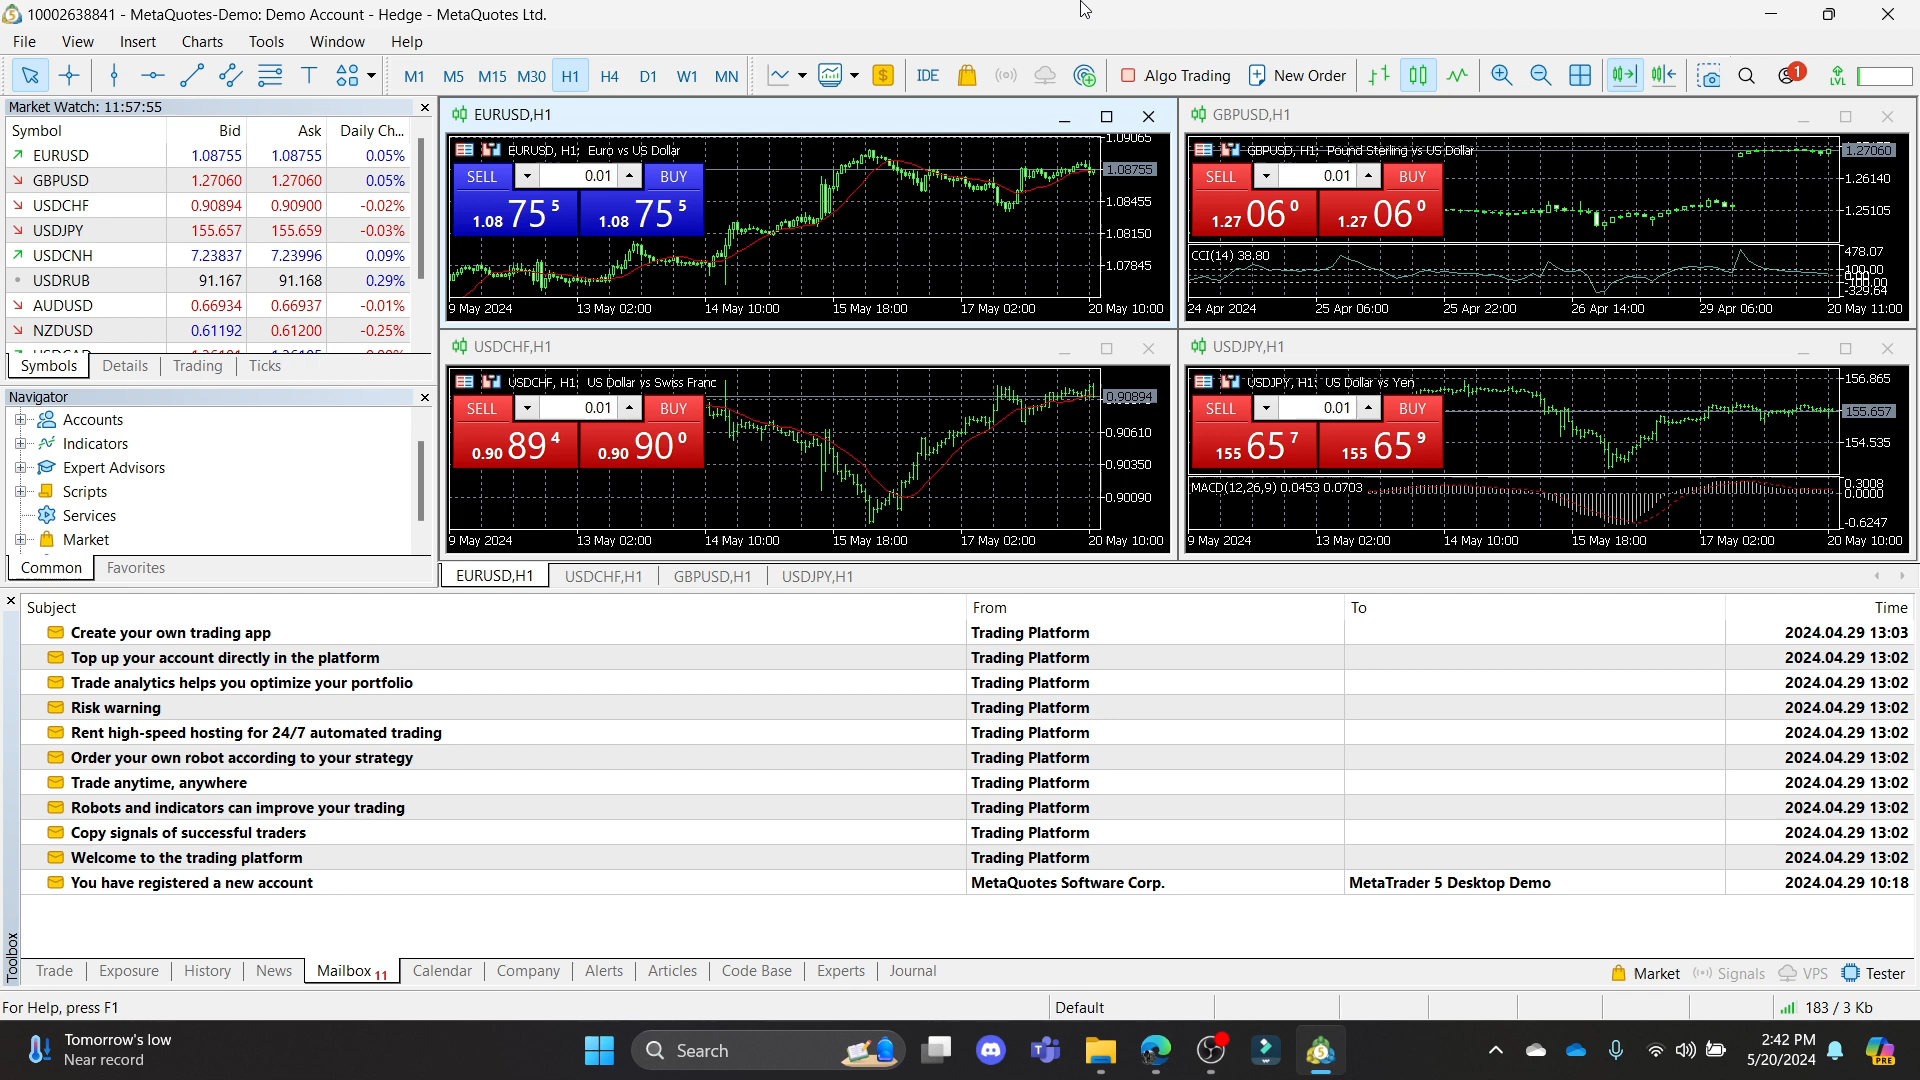 10002638841 - MetaQuotes-Demo: Demo Account - Hedge - MetaQuotes Ltd.
File View Insert Charts Tools Window Help
M1 M5 M15 M30 H1 H4 D1 W1 MN IDE Algo Trading New Order 1 LVL
Market Watch: 11:57:55
Symbol Bid Ask Daily Ch...
EURUSD 1.08755 1.08755 0.05%
GBPUSD 1.27060 1.27060 0.05%
USDCHF 0.90894 0.90900 -0.02%
USDJPY 155.657 155.659 -0.03%
USDCNH 7.23837 7.23996 0.09%
USDRUB 91.167 91.168 0.29%
AUDUSD 0.66934 0.66937 -0.01%
NZDUSD 0.61192 0.61200 -0.25%
Symbols Details Trading Ticks
Navigator
Accounts
Indicators
Expert Advisors
Scripts
Services
Market
Common Favorites
EURUSD,H1
EURUSD, H1: Euro vs US Dollar
SELL 0.01 BUY
1.08 75 5 1.08 75 5
1.09065
1.08755
1.08455
1.08150
1.07845
9 May 2024 13 May 02:00 14 May 10:00 15 May 18:00 17 May 02:00 20 May 10:00
GBPUSD,H1
GBPUSD, H1: Pound Sterling vs US Dollar
SELL 0.01 BUY
1.27 06 0 1.27 06 0
1.27060
1.26140
1.25105
CCI(14) 38.80
478.07
100.00
0.00
-100.00
-329.64
24 Apr 2024 25 Apr 06:00 25 Apr 22:00 26 Apr 14:00 29 Apr 06:00 20 May 11:00
USDCHF,H1
USDCHF, H1: US Dollar vs Swiss Franc
SELL 0.01 BUY
0.90 89 4 0.90 90 0
0.90894
0.90610
0.90350
0.90090
9 May 2024 13 May 02:00 14 May 10:00 15 May 18:00 17 May 02:00 20 May 10:00
USDJPY,H1
USDJPY, H1: US Dollar vs Yen
SELL 0.01 BUY
155 65 7 155 65 9
156.865
155.657
154.535
MACD(12,26,9) 0.0453 0.0703
0.3008
0.0000
-0.6247
9 May 2024 13 May 02:00 14 May 10:00 15 May 18:00 17 May 02:00 20 May 10:00
EURUSD,H1 USDCHF,H1 GBPUSD,H1 USDJPY,H1
Subject From To Time
Create your own trading app Trading Platform 2024.04.29 13:03
Top up your account directly in the platform Trading Platform 2024.04.29 13:02
Trade analytics helps you optimize your portfolio Trading Platform 2024.04.29 13:02
Risk warning Trading Platform 2024.04.29 13:02
Rent high-speed hosting for 24/7 automated trading Trading Platform 2024.04.29 13:02
Order your own robot according to your strategy Trading Platform 2024.04.29 13:02
Trade anytime, anywhere Trading Platform 2024.04.29 13:02
Robots and indicators can improve your trading Trading Platform 2024.04.29 13:02
Copy signals of successful traders Trading Platform 2024.04.29 13:02
Welcome to the trading platform Trading Platform 2024.04.29 13:02
You have registered a new account MetaQuotes Software Corp. MetaTrader 5 Desktop Demo 2024.04.29 10:18
Toolbox
Trade Exposure History News Mailbox 11 Calendar Company Alerts Articles Code Base Experts Journal Market Signals VPS Tester
For Help, press F1 Default 183 / 3 Kb
Tomorrow's low
Near record
Search
2:42 PM
5/20/2024
PRE